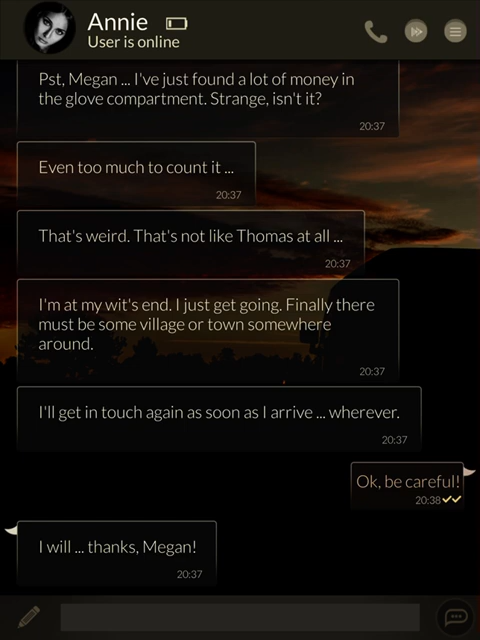 Annie
User is online
Pst, Megan ... I've just found a lot of money in
the glove compartment. Strange, isn't it?
20:37
Even too much to count it ...
20:37
That's weird. That's not like Thomas at all ...
20:37
I'm at my wit's end. I just get going. Finally there
must be some village or town somewhere
around.
20:37
I'll get in touch again as soon as I arrive ... wherever.
20:37
Ok, be careful!
20:38
I will ... thanks, Megan!
20:37